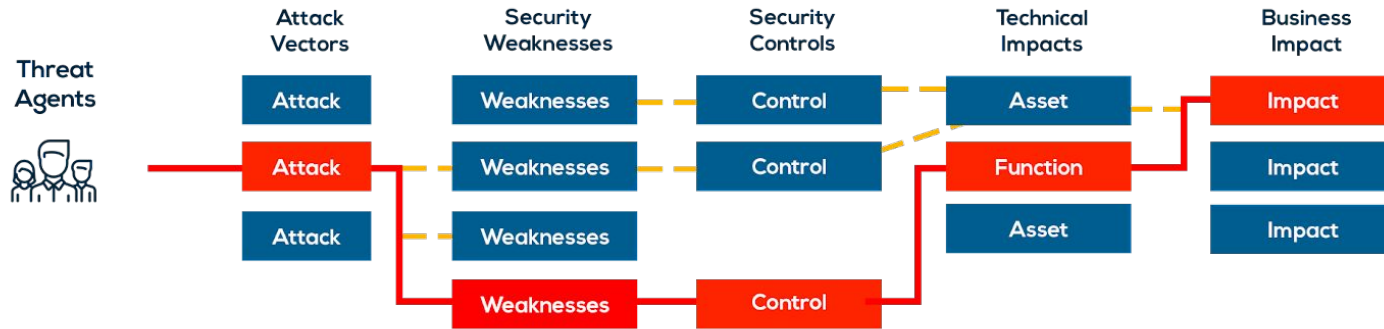 Threat
Agents
Attack
Vectors
Security
Weaknesses
Security
Controls
Technical
Impacts
Business
Impact
Attack
Weaknesses
Control
Asset
Impact
Attack
Weaknesses
Control
Function
Impact
Attack
Weaknesses
Asset
Impact
Weaknesses
Control